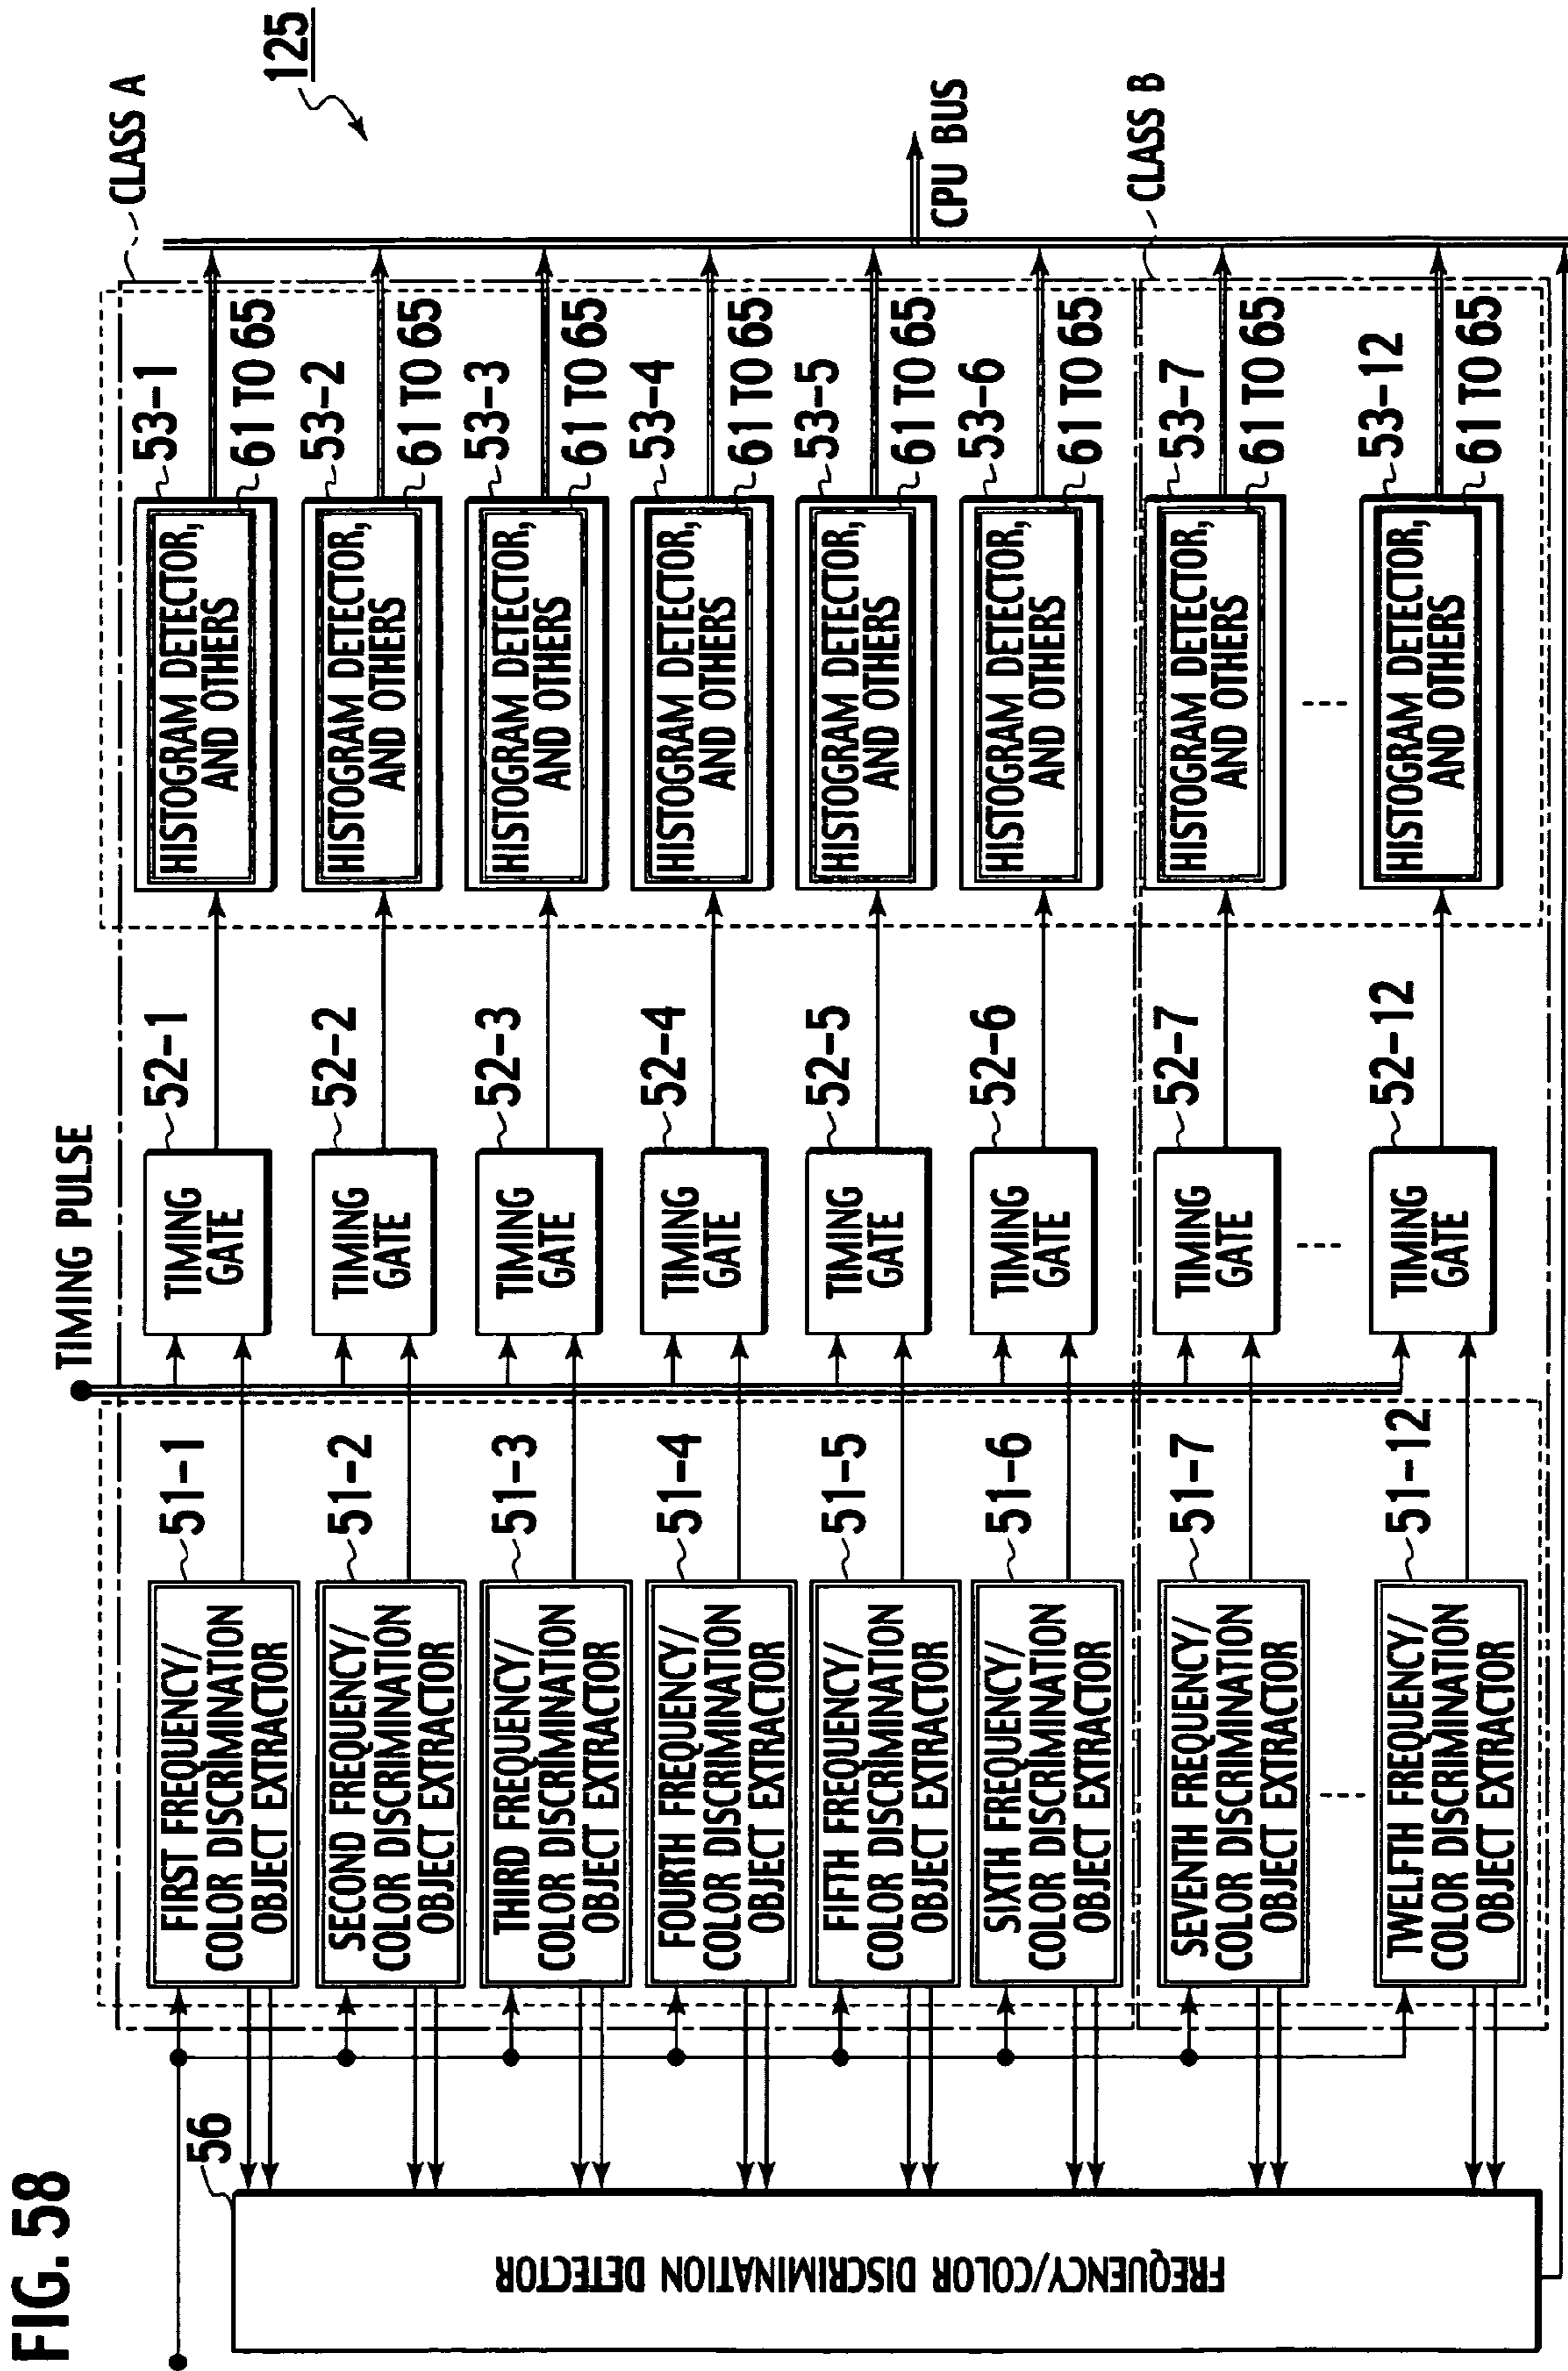 FIG. 58
125
TIMING PULSE
CLASS A
56
FREQUENCY/COLOR DISCRIMINATION DETECTOR
51-1
FIRST FREQUENCY/
COLOR DISCRIMINATION
OBJECT EXTRACTOR
52-1
TIMING
GATE
53-1
HISTOGRAM DETECTOR,
AND OTHERS
61 TO 65
51-2
SECOND FREQUENCY/
COLOR DISCRIMINATION
OBJECT EXTRACTOR
52-2
TIMING
GATE
53-2
HISTOGRAM DETECTOR,
AND OTHERS
61 TO 65
51-3
THIRD FREQUENCY/
COLOR DISCRIMINATION
OBJECT EXTRACTOR
52-3
TIMING
GATE
53-3
HISTOGRAM DETECTOR,
AND OTHERS
61 TO 65
51-4
FOURTH FREQUENCY/
COLOR DISCRIMINATION
OBJECT EXTRACTOR
52-4
TIMING
GATE
53-4
HISTOGRAM DETECTOR,
AND OTHERS
61 TO 65
51-5
FIFTH FREQUENCY/
COLOR DISCRIMINATION
OBJECT EXTRACTOR
52-5
TIMING
GATE
53-5
HISTOGRAM DETECTOR,
AND OTHERS
61 TO 65
CPU BUS
51-6
SIXTH FREQUENCY/
COLOR DISCRIMINATION
OBJECT EXTRACTOR
52-6
TIMING
GATE
53-6
HISTOGRAM DETECTOR,
AND OTHERS
61 TO 65
CLASS B
51-7
SEVENTH FREQUENCY/
COLOR DISCRIMINATION
OBJECT EXTRACTOR
52-7
TIMING
GATE
53-7
HISTOGRAM DETECTOR,
AND OTHERS
61 TO 65
51-12
TWELFTH FREQUENCY/
COLOR DISCRIMINATION
OBJECT EXTRACTOR
52-12
TIMING
GATE
53-12
HISTOGRAM DETECTOR,
AND OTHERS
61 TO 65